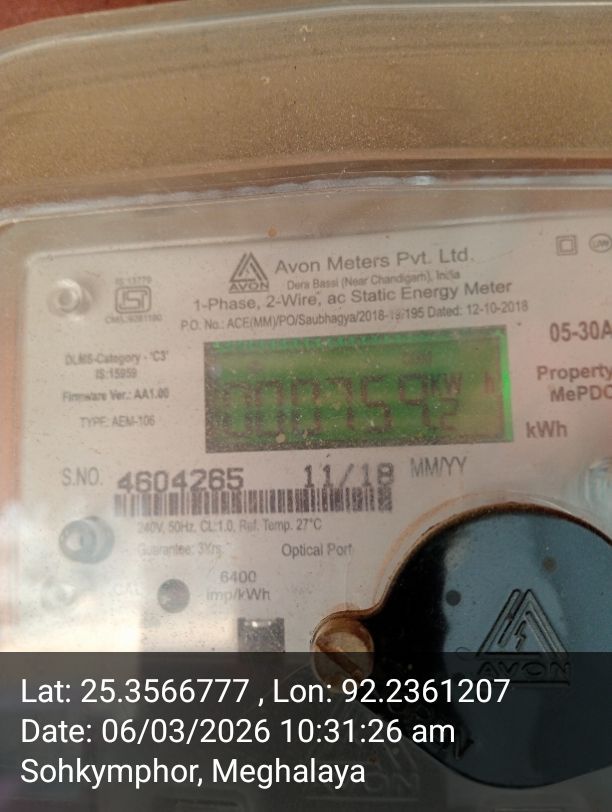 AVON
Avon Meters Pvt. Ltd.
Dera Bassi (Near Chandigarh), India
1-Phase, 2-Wire, ac Static Energy Meter
P.O. No.: ACE(MM)/PO/Saubhagya/2018-19/195 Dated: 12-10-2018
IS:13779
ISI
05-30A
DLMS-Category - 'C3'
IS:15959
Firmware Ver.: AA1.00
TYPE: AEM-106
Property
MePDC
kW h
kWh
S.NO. 4604265 11/18 MM/YY
240V, 50Hz, CL:1.0, Ref. Temp. 27°C
Guarantee: 3Yrs
Optical Port
CAL
6400
imp/kWh
AVON
Lat: 25.3566777 , Lon: 92.2361207
Date: 06/03/2026 10:31:26 am
Sohkymphor, Meghalaya